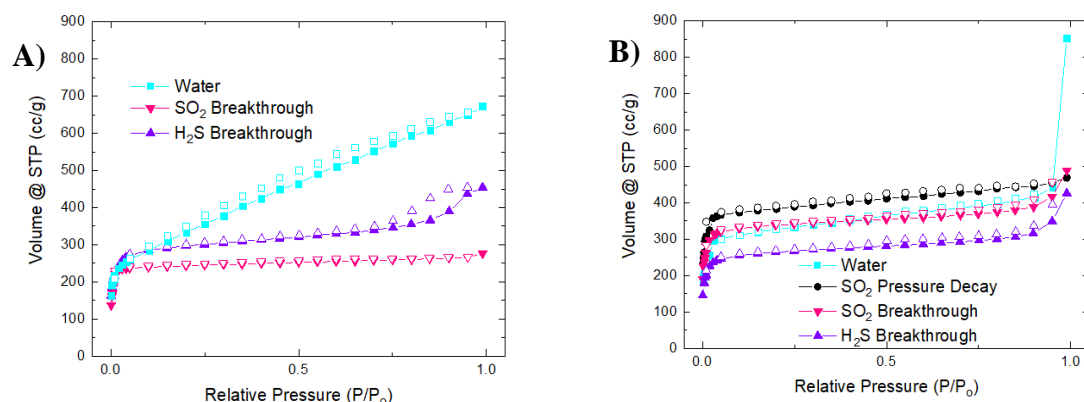 A)
900
800
700
600
500
400
300
200
100
0
Volume @ STP (cc/g)
Water
SO₂ Breakthrough
H₂S Breakthrough
0.0 0.5 1.0
Relative Pressure (P/Pₒ)
B)
900
800
700
600
500
400
300
200
100
0
Volume @ STP (cc/g)
Water
SO₂ Pressure Decay
SO₂ Breakthrough
H₂S Breakthrough
0.0 0.5 1.0
Relative Pressure (P/Pₒ)